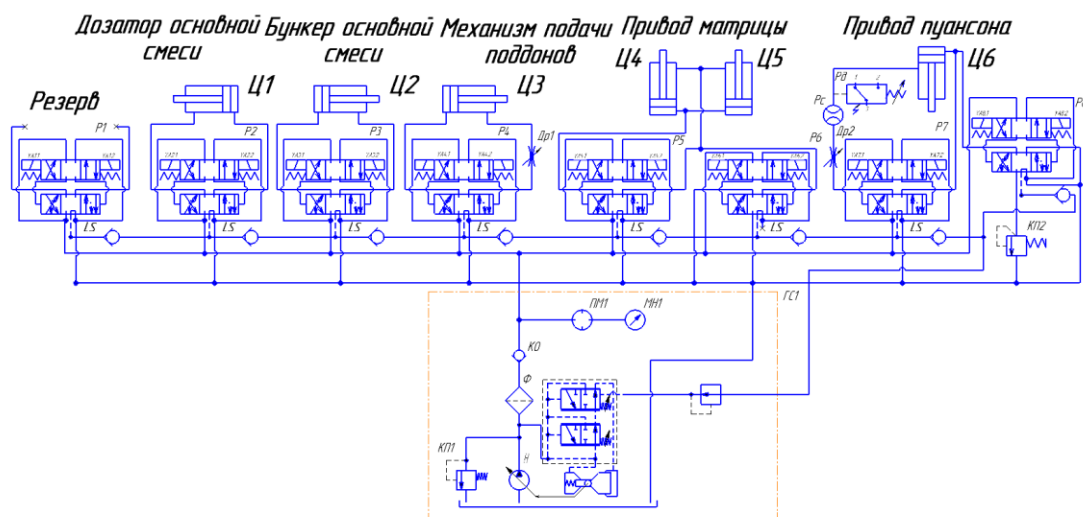 Дозатор основной
смеси
Бункер основной
смеси
Механизм подачи
поддонов
Привод матрицы
Привод пуансона
Ц1
Ц2
Ц3
Ц4
Ц5
Ц6
Резерв
Р1
Р2
Р3
Р4
Др1
Р5
Р6
Др2
Рс
Рд
1
2
Р7
LS
LS
LS
LS
LS
LS
LS
КП2
ГС1
ПМ1
МН1
КО
Ф
КП1
Н